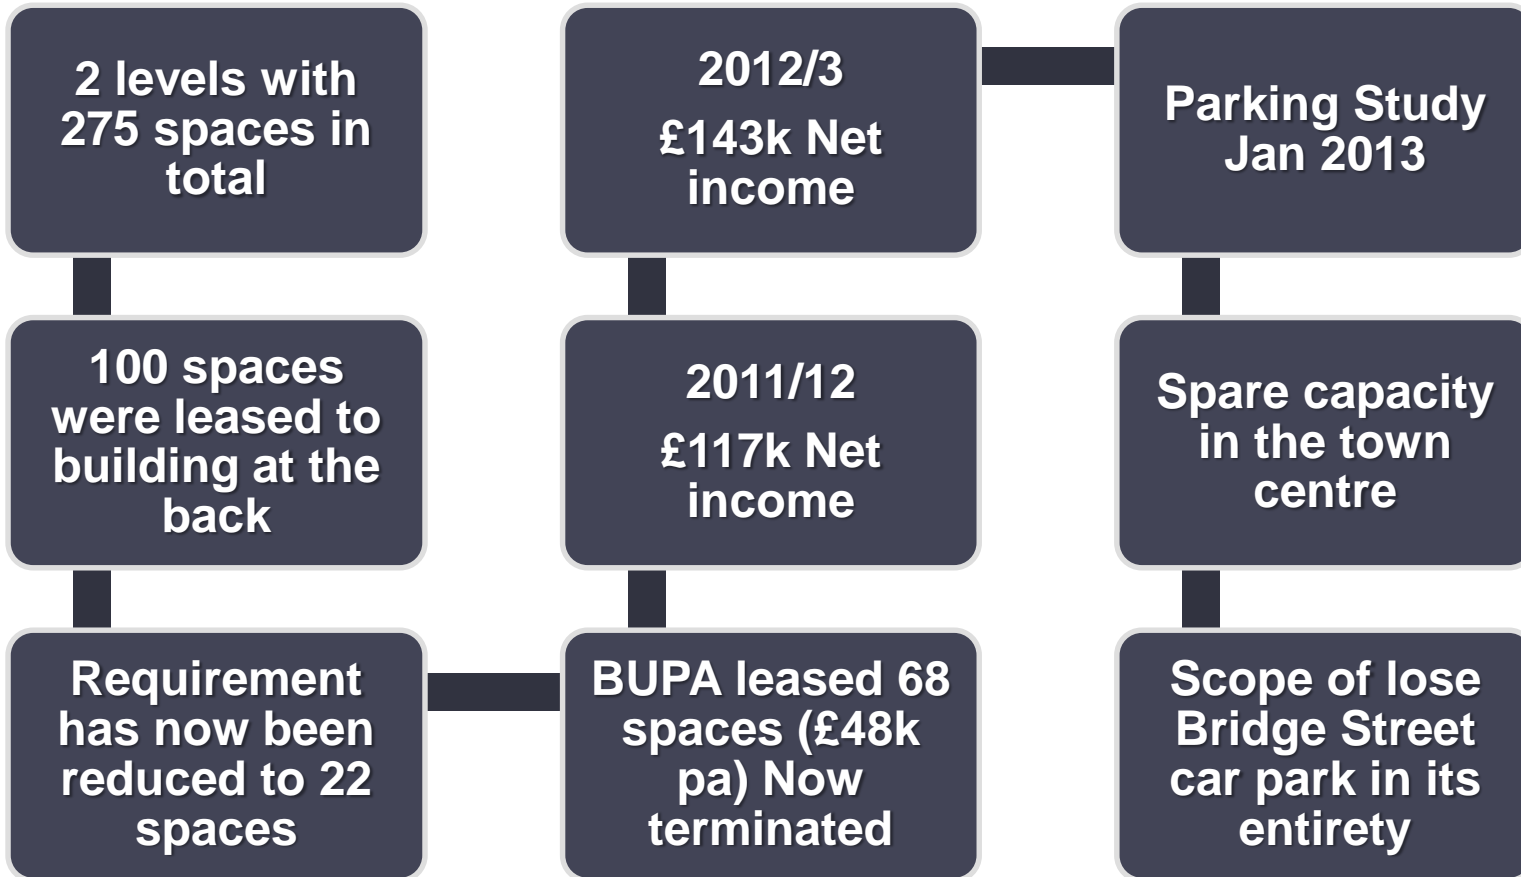 2 levels with
275 spaces in
total
100 spaces
were leased to
building at the
back
Requirement
has now been
reduced to 22
spaces
BUPA leased 68
spaces (£48k
pa) Now
terminated
2011/12
£117k Net
income
2012/3
£143k Net
income
Parking Study
Jan 2013
Spare capacity
in the town
centre
Scope of lose
Bridge Street
car park in its
entirety